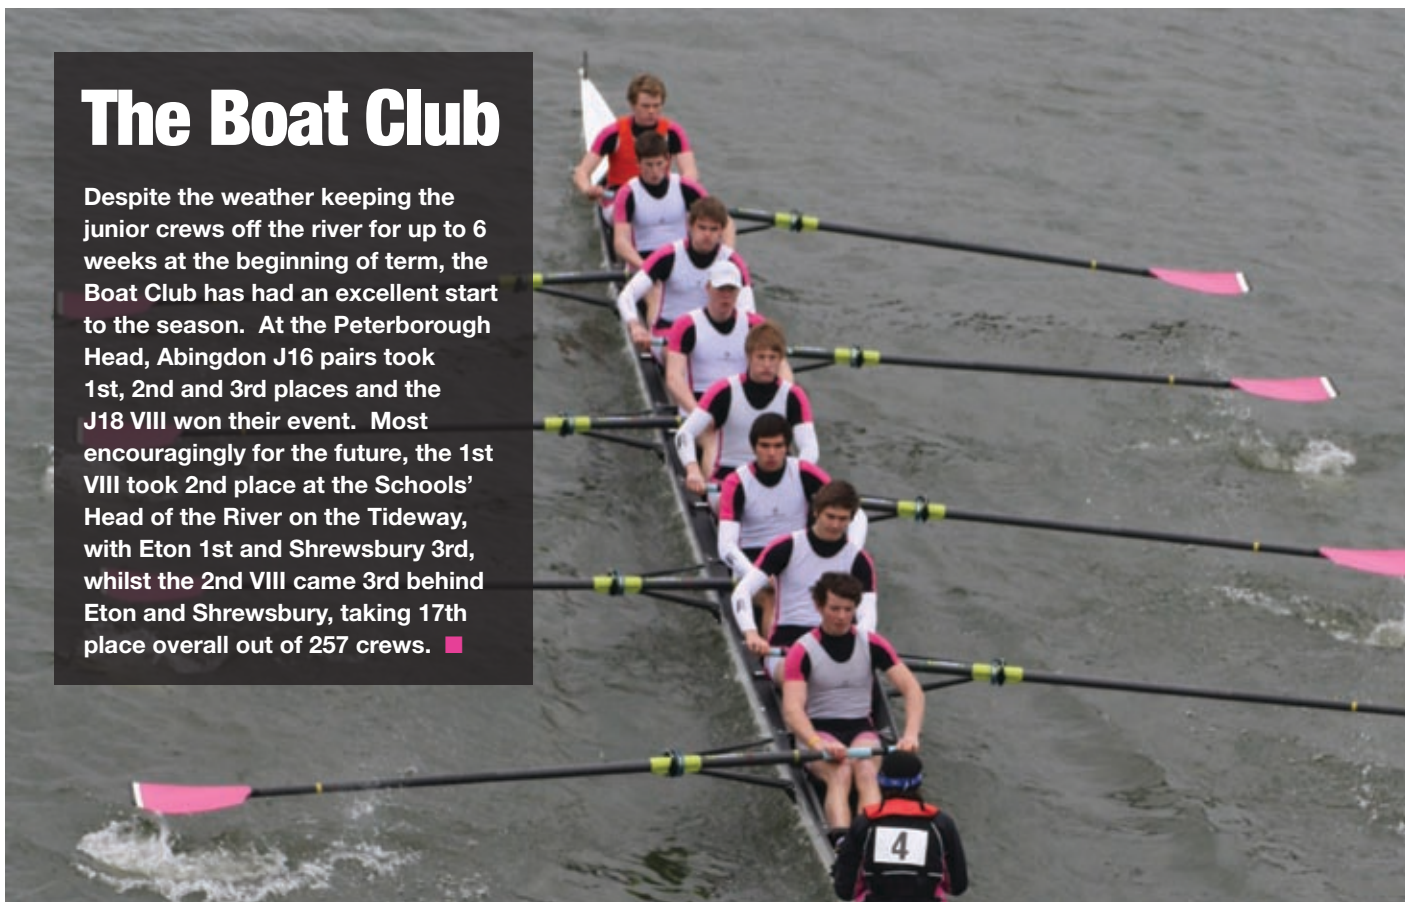 The Boat Club
Despite the weather keeping the
junior crews off the river for up to 6
weeks at the beginning of term, the
Boat Club has had an excellent start
to the season.  At the Peterborough
Head, Abingdon J16 pairs took
1st, 2nd and 3rd places and the
J18 VIII won their event.  Most
encouragingly for the future, the 1st
VIII took 2nd place at the Schools’
Head of the River on the Tideway,
with Eton 1st and Shrewsbury 3rd,
whilst the 2nd VIII came 3rd behind
Eton and Shrewsbury, taking 17th
place overall out of 257 crews.
4